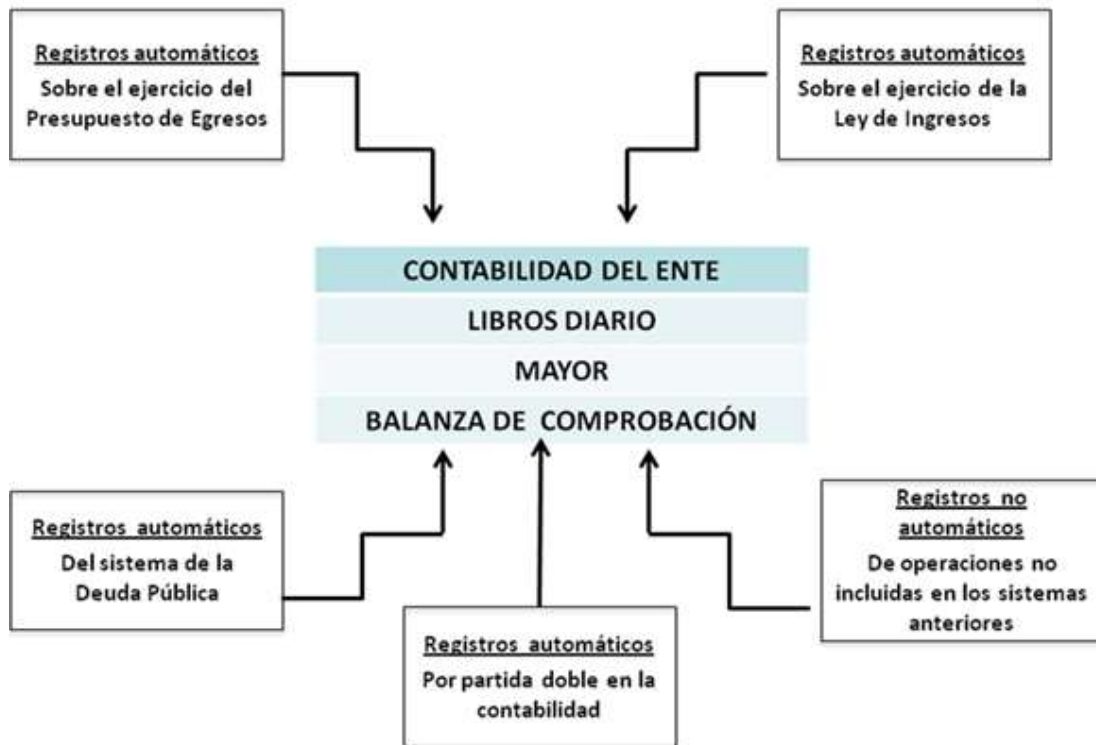 Registros automáticos
Sobre el ejercicio del
Presupuesto de Egresos
Registros automáticos
Sobre el ejercicio de la
Ley de Ingresos
CONTABILIDAD DEL ENTE
LIBROS DIARIO
MAYOR
BALANZA DE COMPROBACIÓN
Registros automáticos
Del sistema de la
Deuda Pública
Registros automáticos
Por partida doble en la
contabilidad
Registros no
automáticos
De operaciones no
incluidas en los sistemas
anteriores